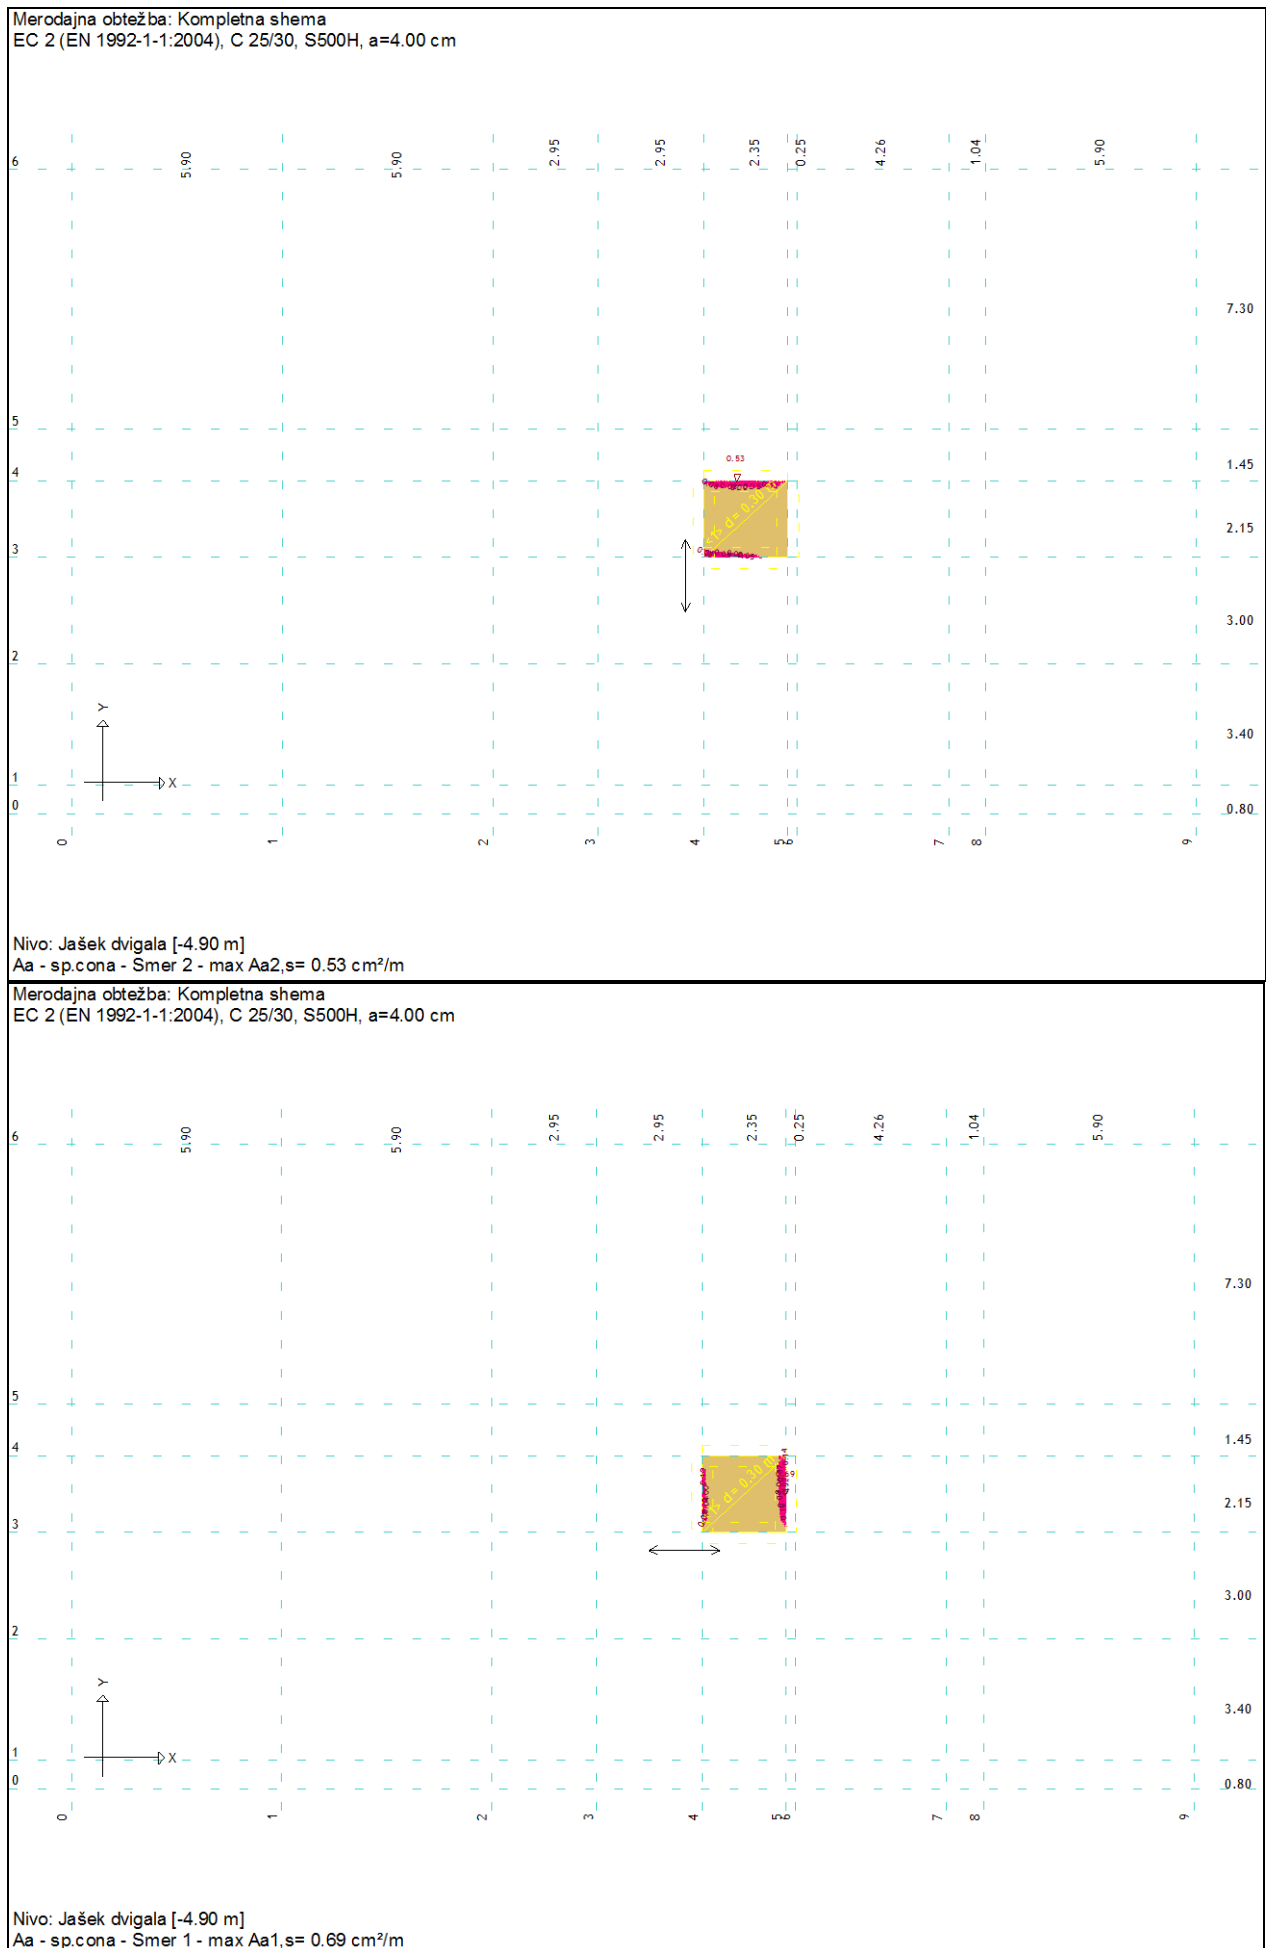 Merodajna obtežba: Kompletna shema
EC 2 (EN 1992-1-1:2004), C 25/30, S500H, a=4.00 cm
5.90 5.90 2.95 2.95 2.35 0.25 4.26 1.04 5.90
6
7.30
5
0.53
1.45
4
d= 0.30 m
2.15
3
3.00
2
Y
3.40
X
1
0
0.80
0 1 2 3 4 5 6 7 8 9
Nivo: Jašek dvigala [-4.90 m]
Aa - sp.cona - Smer 2 - max Aa2,s= 0.53 cm²/m
Merodajna obtežba: Kompletna shema
EC 2 (EN 1992-1-1:2004), C 25/30, S500H, a=4.00 cm
5.90 5.90 2.95 2.95 2.35 0.25 4.26 1.04 5.90
6
7.30
5
1.45
4
d= 0.30 m
2.15
3
3.00
2
Y
3.40
X
1
0
0.80
0 1 2 3 4 5 6 7 8 9
Nivo: Jašek dvigala [-4.90 m]
Aa - sp.cona - Smer 1 - max Aa1,s= 0.69 cm²/m